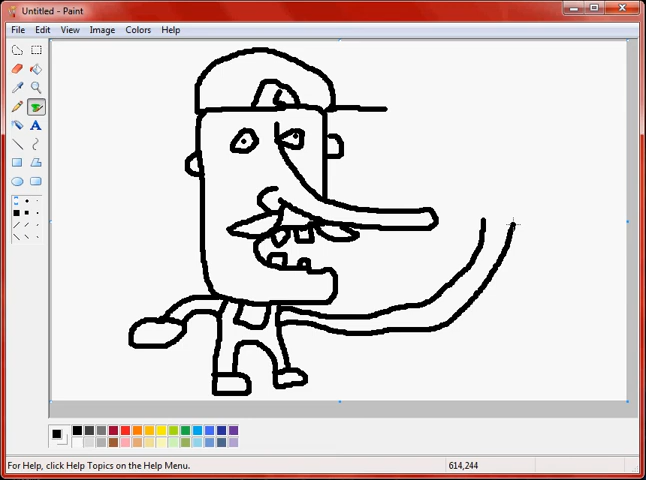 Untitled - Paint
File Edit View Image Colors Help
A
For Help, click Help Topics on the Help Menu.
614,244